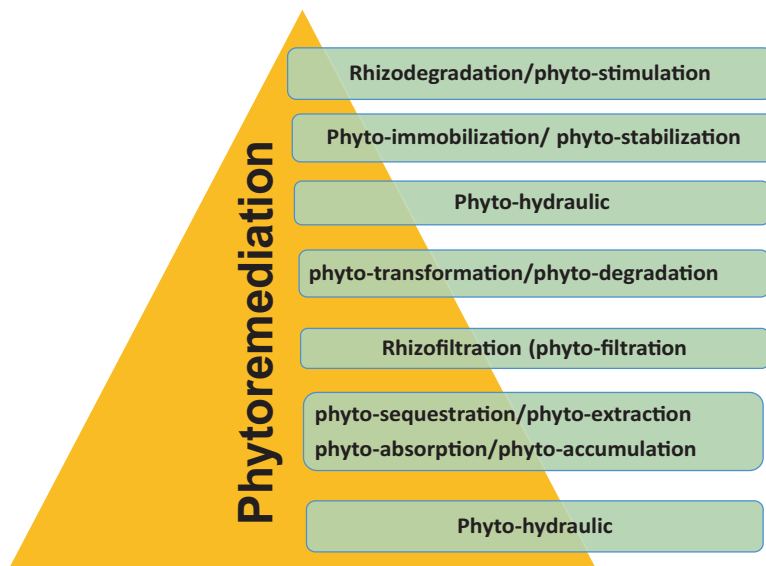 Phytoremediation
Rhizodegradation/phyto-stimulation
Phyto-immobilization/ phyto-stabilization
Phyto-hydraulic
phyto-transformation/phyto-degradation
Rhizofiltration (phyto-filtration
phyto-sequestration/phyto-extraction
phyto-absorption/phyto-accumulation
Phyto-hydraulic